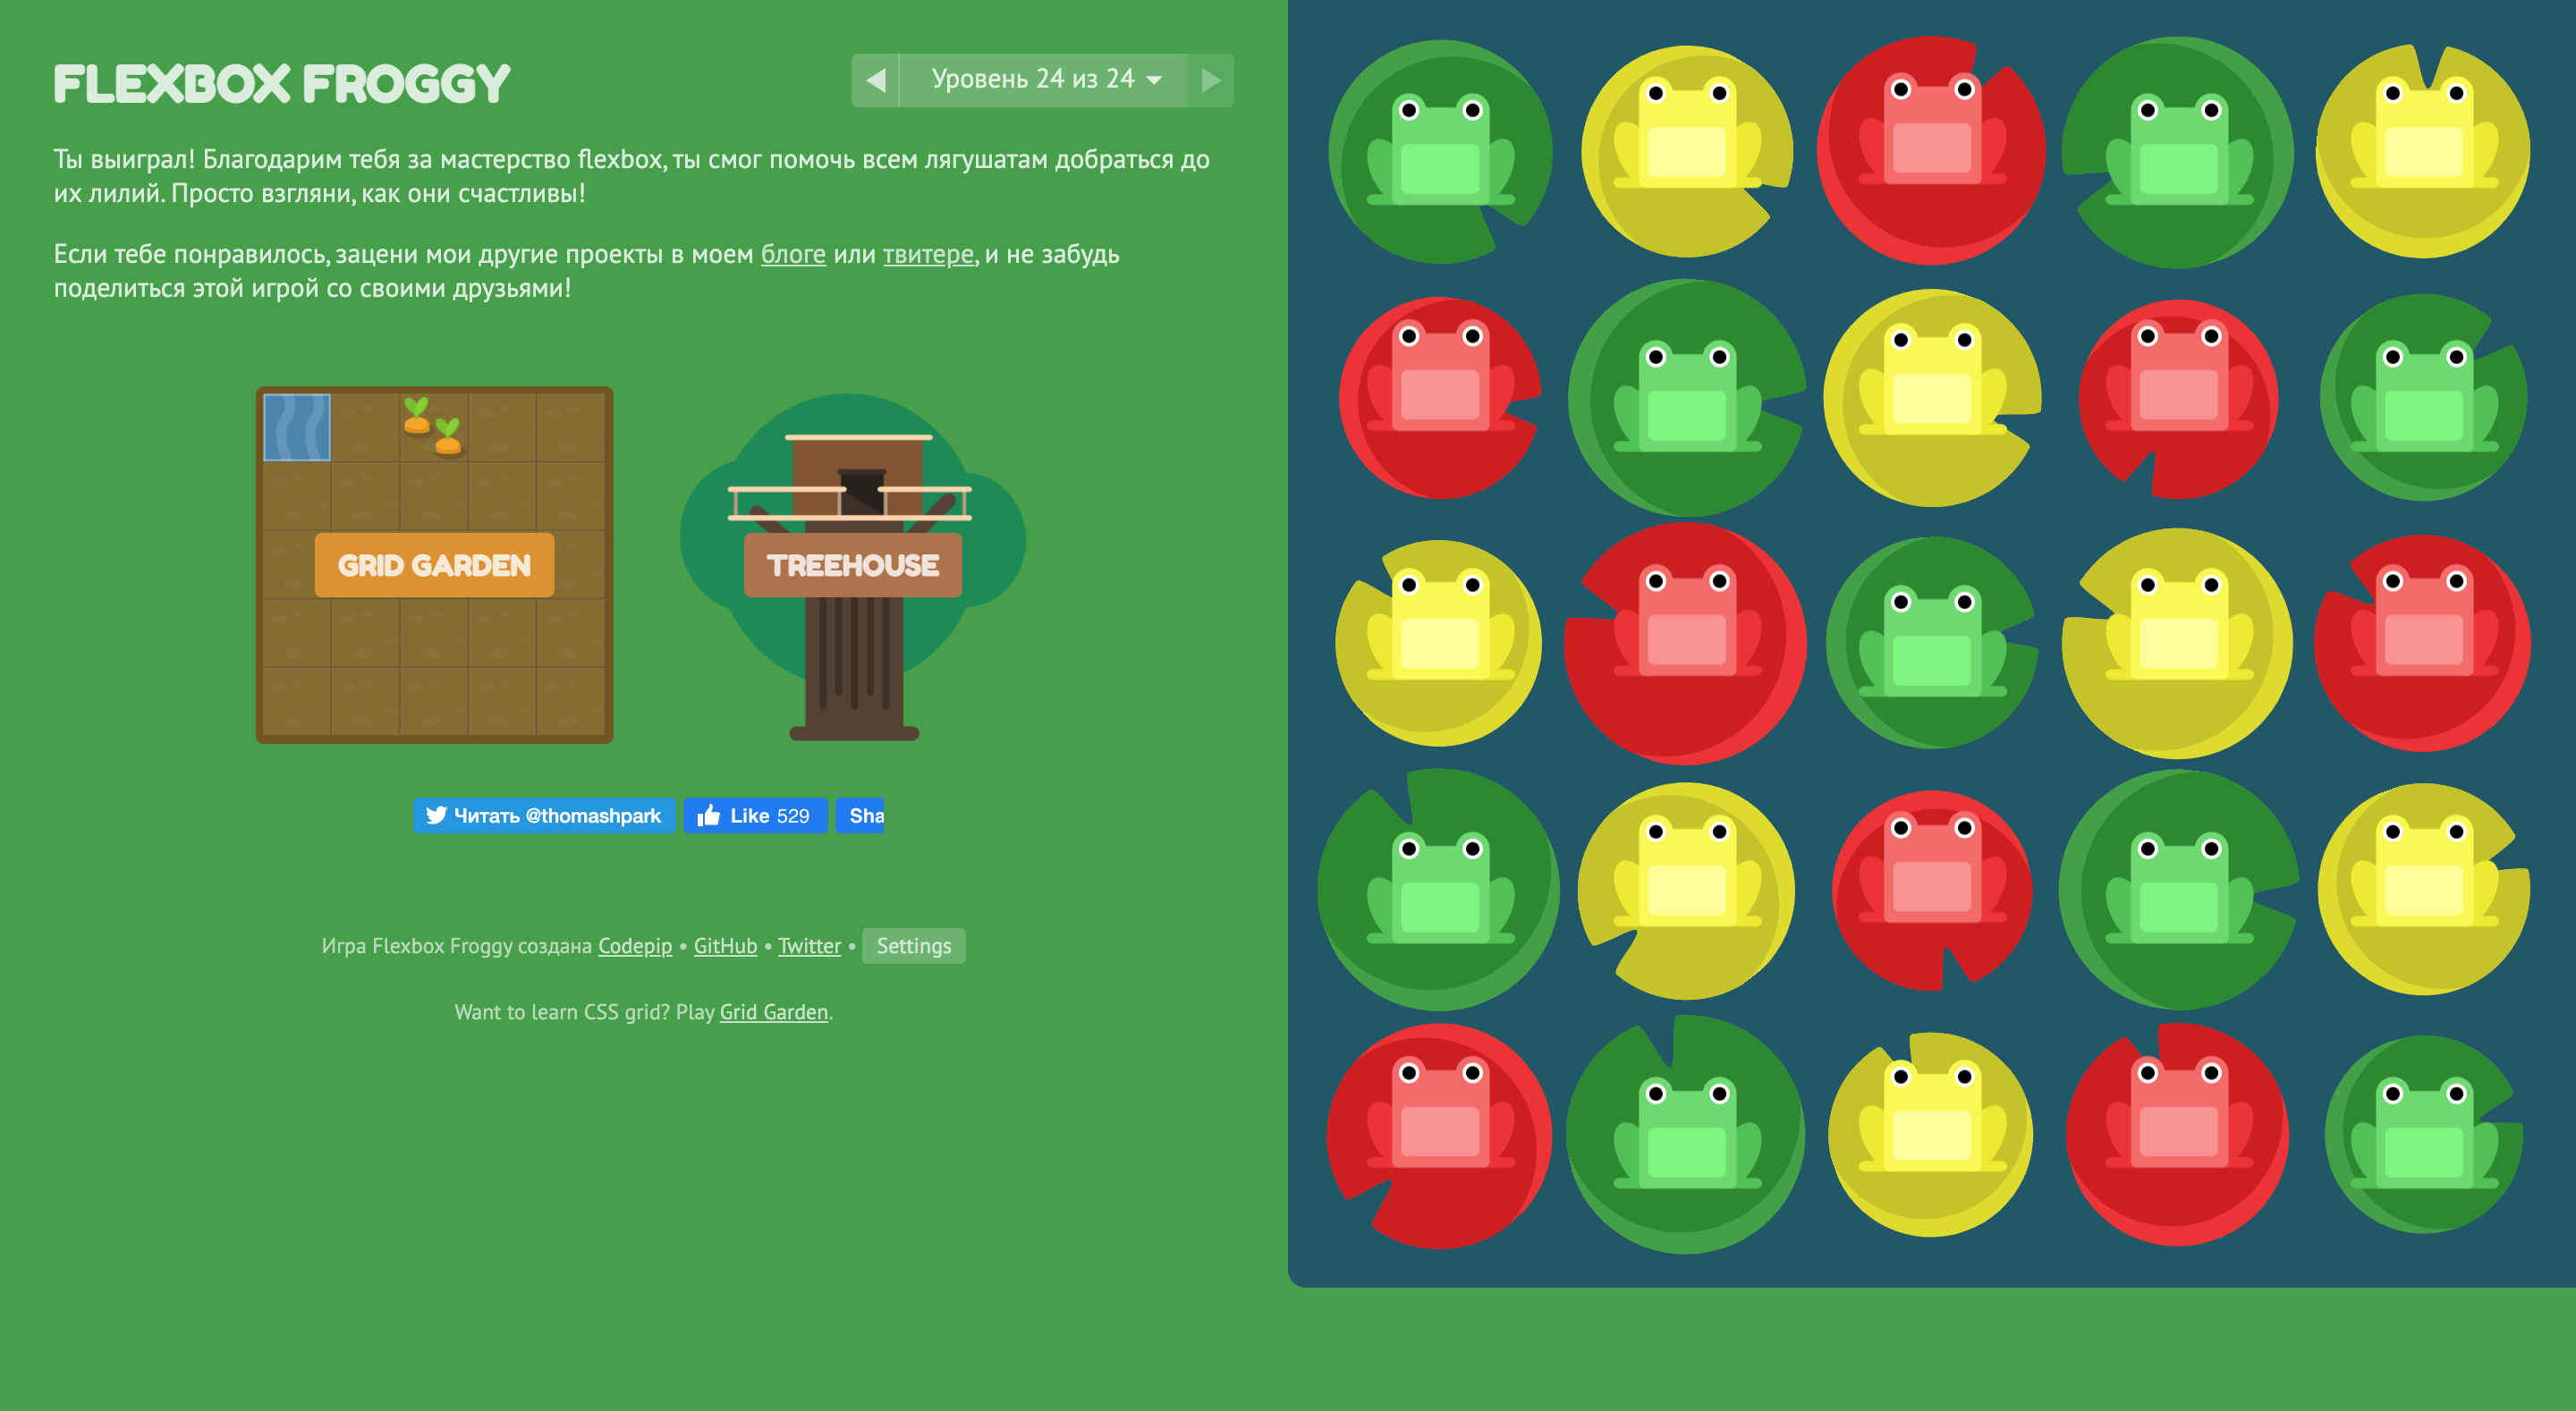 FLEXBOX FROGGY
Уровень 24 из 24
Ты выиграл! Благодарим тебя за мастерство flexbox, ты смог помочь всем лягушатам добраться до
их лилий. Просто взгляни, как они счастливы!
Если тебе понравилось, зацени мои другие проекты в моем блоге или твитере, и не забудь
поделиться этой игрой со своими друзьями!
GRID GARDEN
TREEHOUSE
Читать @thomashpark
Like 529
Sha
Игра Flexbox Froggy создана Codepip • GitHub • Twitter • Settings
Want to learn CSS grid? Play Grid Garden.